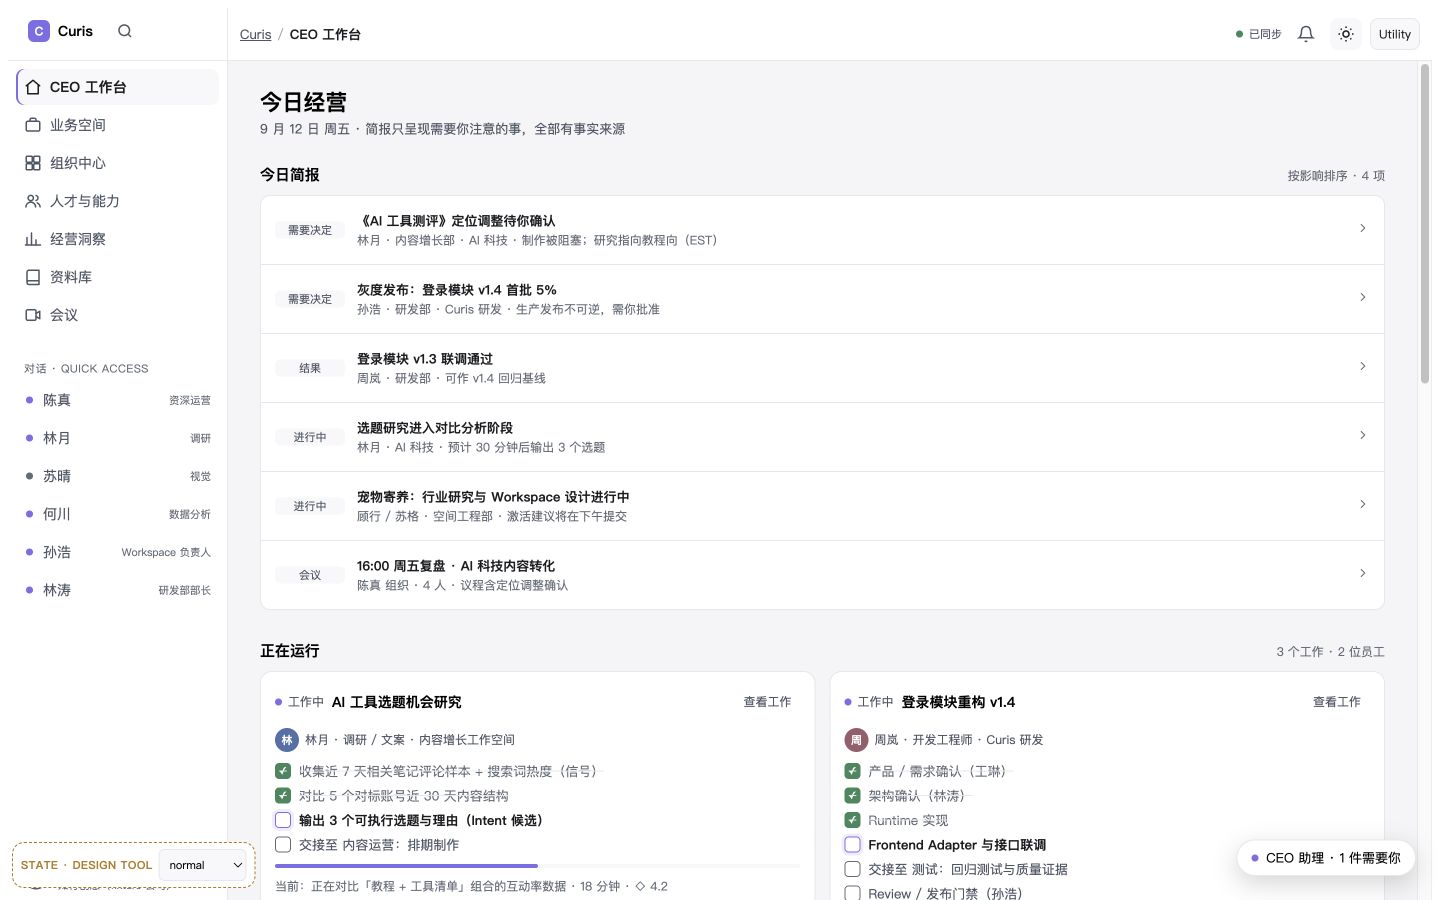 C Curis
CEO 工作台
业务空间
组织中心
人才与能力
经营洞察
资料库
会议
对话 · QUICK ACCESS
陈真 资深运营
林月 调研
苏晴 视觉
何川 数据分析
孙浩 Workspace 负责人
林涛 研发部部长
STATE · DESIGN TOOL normal
Curis / CEO 工作台
已同步
Utility
今日经营
9 月 12 日 周五 · 简报只呈现需要你注意的事，全部有事实来源
今日简报
按影响排序 · 4 项
需要决定
《AI 工具测评》定位调整待你确认
林月 · 内容增长部 · AI 科技 · 制作被阻塞；研究指向教程向（EST）
需要决定
灰度发布：登录模块 v1.4 首批 5%
孙浩 · 研发部 · Curis 研发 · 生产发布不可逆，需你批准
结果
登录模块 v1.3 联调通过
周岚 · 研发部 · 可作 v1.4 回归基线
进行中
选题研究进入对比分析阶段
林月 · AI 科技 · 预计 30 分钟后输出 3 个选题
进行中
宠物寄养：行业研究与 Workspace 设计进行中
顾行 / 苏格 · 空间工程部 · 激活建议将在下午提交
会议
16:00 周五复盘 · AI 科技内容转化
陈真 组织 · 4 人 · 议程含定位调整确认
正在运行
3 个工作 · 2 位员工
工作中 AI 工具选题机会研究 查看工作
林 林月 · 调研 / 文案 · 内容增长工作空间
收集近 7 天相关笔记评论样本 + 搜索词热度（信号）
对比 5 个对标账号近 30 天内容结构
输出 3 个可执行选题与理由（Intent 候选）
交接至 内容运营：排期制作
当前：正在对比「教程 + 工具清单」组合的互动率数据 · 18 分钟 · ◇ 4.2
工作中 登录模块重构 v1.4 查看工作
周 周岚 · 开发工程师 · Curis 研发
产品 / 需求确认（王琳）
架构确认（林涛）
Runtime 实现
Frontend Adapter 与接口联调
交接至 测试：回归测试与质量证据
Review / 发布门禁（孙浩）
CEO 助理 · 1 件需要你